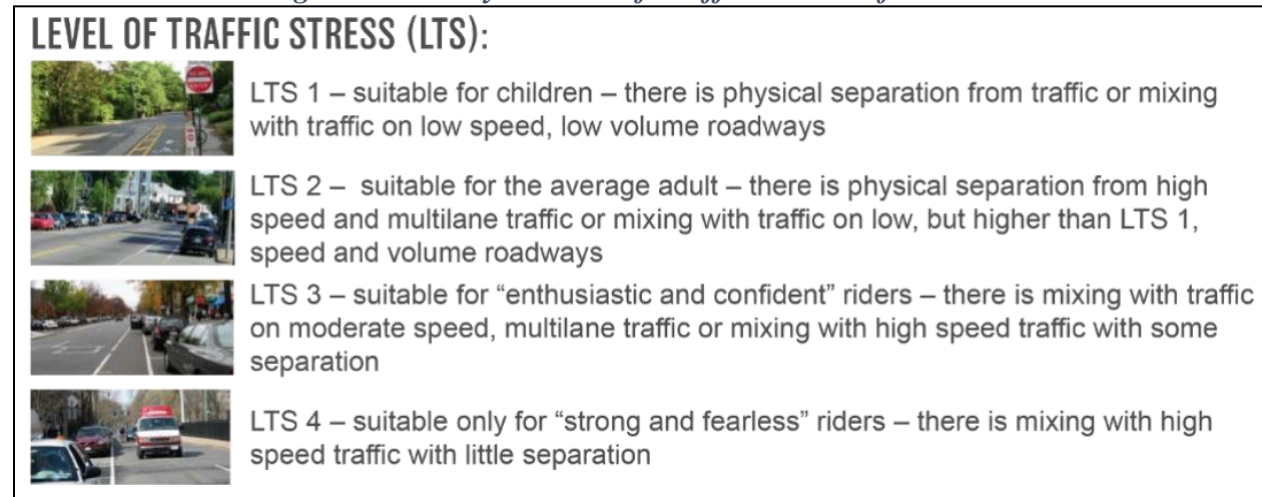 LEVEL OF TRAFFIC STRESS (LTS):
LTS 1 – suitable for children – there is physical separation from traffic or mixing
with traffic on low speed, low volume roadways
LTS 2 – suitable for the average adult – there is physical separation from high
speed and multilane traffic or mixing with traffic on low, but higher than LTS 1,
speed and volume roadways
LTS 3 – suitable for “enthusiastic and confident” riders – there is mixing with traffic
on moderate speed, multilane traffic or mixing with high speed traffic with some
separation
LTS 4 – suitable only for “strong and fearless” riders – there is mixing with high
speed traffic with little separation